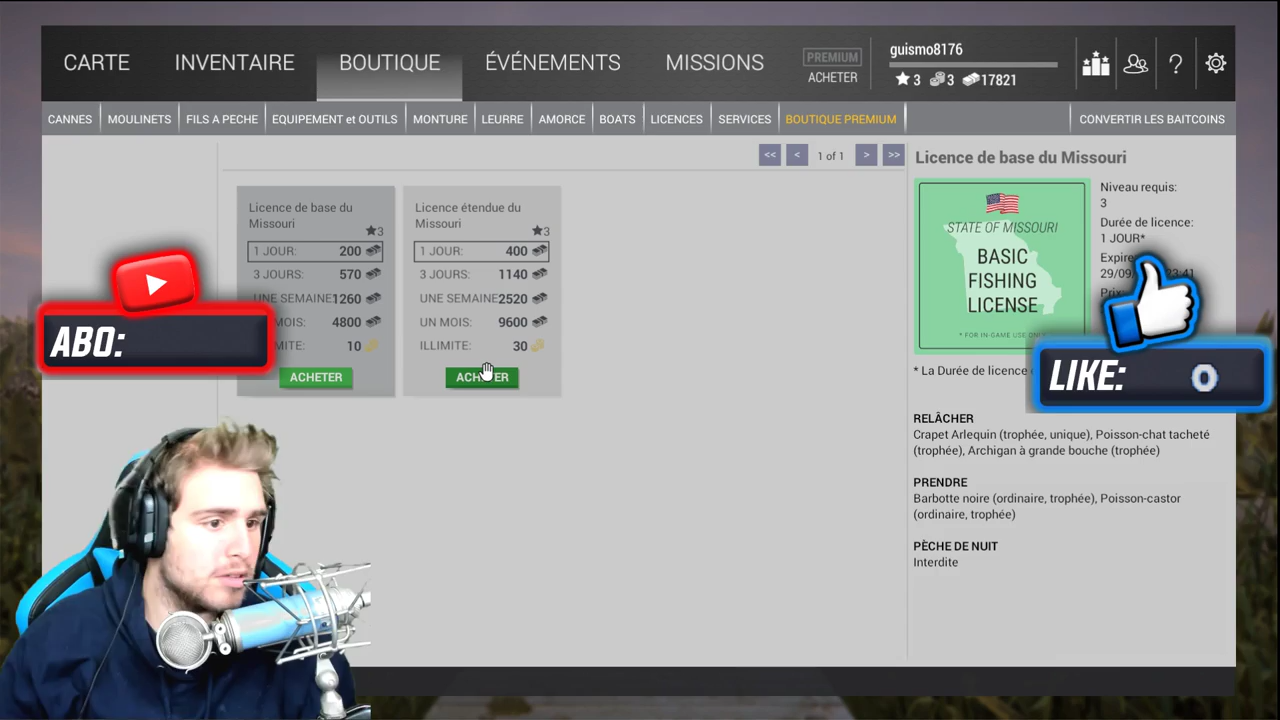 CARTE INVENTAIRE BOUTIQUE ÉVÉNEMENTS MISSIONS
PREMIUM
ACHETER
guismo8176
3 3 17821
?
CANNES MOULINETS FILS A PECHE EQUIPEMENT et OUTILS MONTURE LEURRE AMORCE BOATS LICENCES SERVICES BOUTIQUE PREMIUM CONVERTIR LES BAITCOINS
<< < 1 of 1 > >>
Licence de base du
Missouri
3
1 JOUR: 200
3 JOURS: 570
UNE SEMAINE 1260
MOIS: 4800
10
ACHETER
Licence étendue du
Missouri
3
1 JOUR: 400
3 JOURS: 1140
UNE SEMAINE 2520
UN MOIS: 9600
ILLIMITE: 30
Licence de base du Missouri
STATE OF MISSOURI
BASIC
FISHING
LICENSE
* FOR IN-GAME USE
Niveau requis:
3
Durée de licence:
1 JOUR*
29/09
* La Durée de licence
RELÂCHER
Crapet Arlequin (trophée, unique), Poisson-chat tacheté
(trophée), Archigan à grande bouche (trophée)
PRENDRE
Barbotte noire (ordinaire, trophée), Poisson-castor
(ordinaire, trophée)
PÈCHE DE NUIT
Interdite
ABO:
LIKE: 0